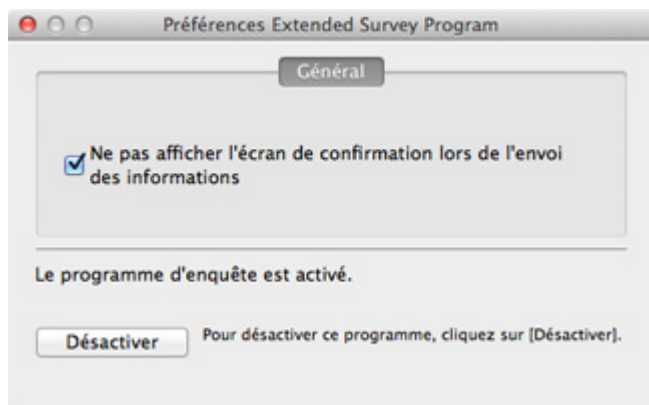 Préférences Extended Survey Program
Général
Ne pas afficher l'écran de confirmation lors de l'envoi
des informations
Le programme d'enquête est activé.
Désactiver
Pour désactiver ce programme, cliquez sur [Désactiver].